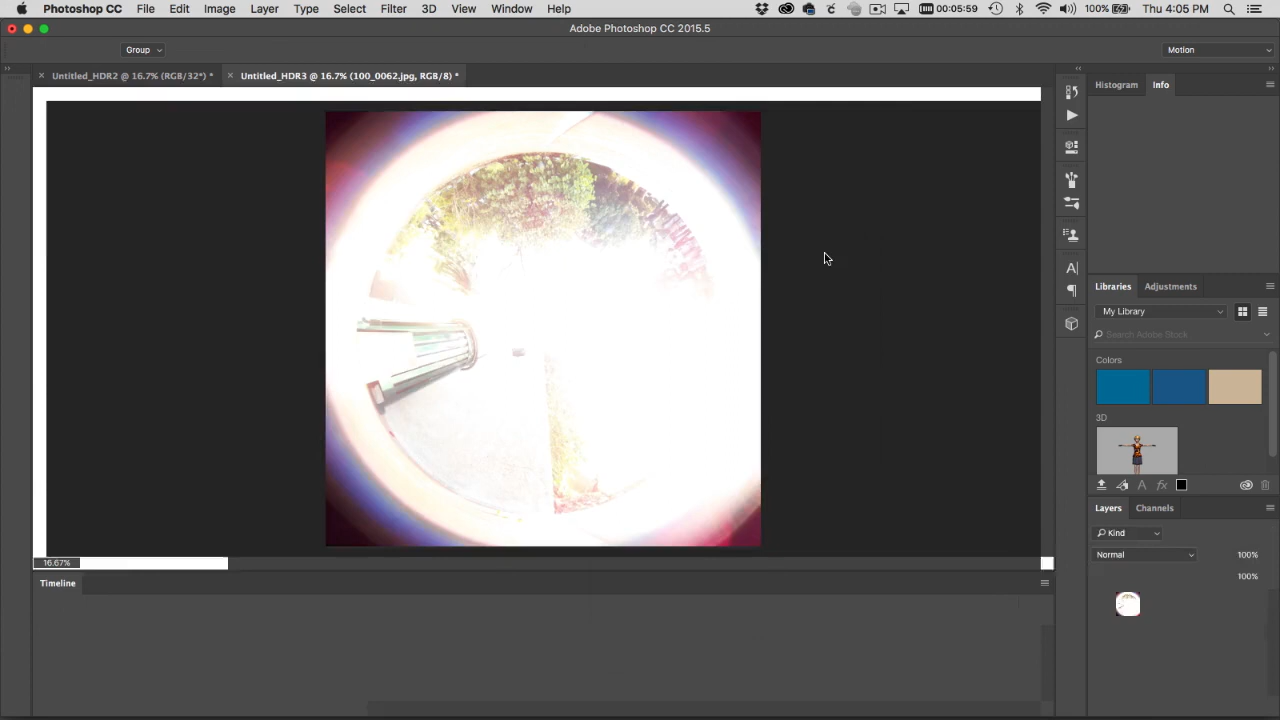 Photoshop CC File Edit Image Layer Type Select Filter 3D View Window Help 00:05:59 100% Thu 4:05 PM
Adobe Photoshop CC 2015.5
Group Motion
Untitled_HDR2 @ 16.7% (RGB/32*) * Untitled_HDR3 @ 16.7% (100_0062.jpg, RGB/8) *
Histogram Info
Libraries Adjustments
My Library
Search Adobe Stock
Colors
3D
Layers Channels
Kind
Normal 100%
100%
16.67%
Timeline